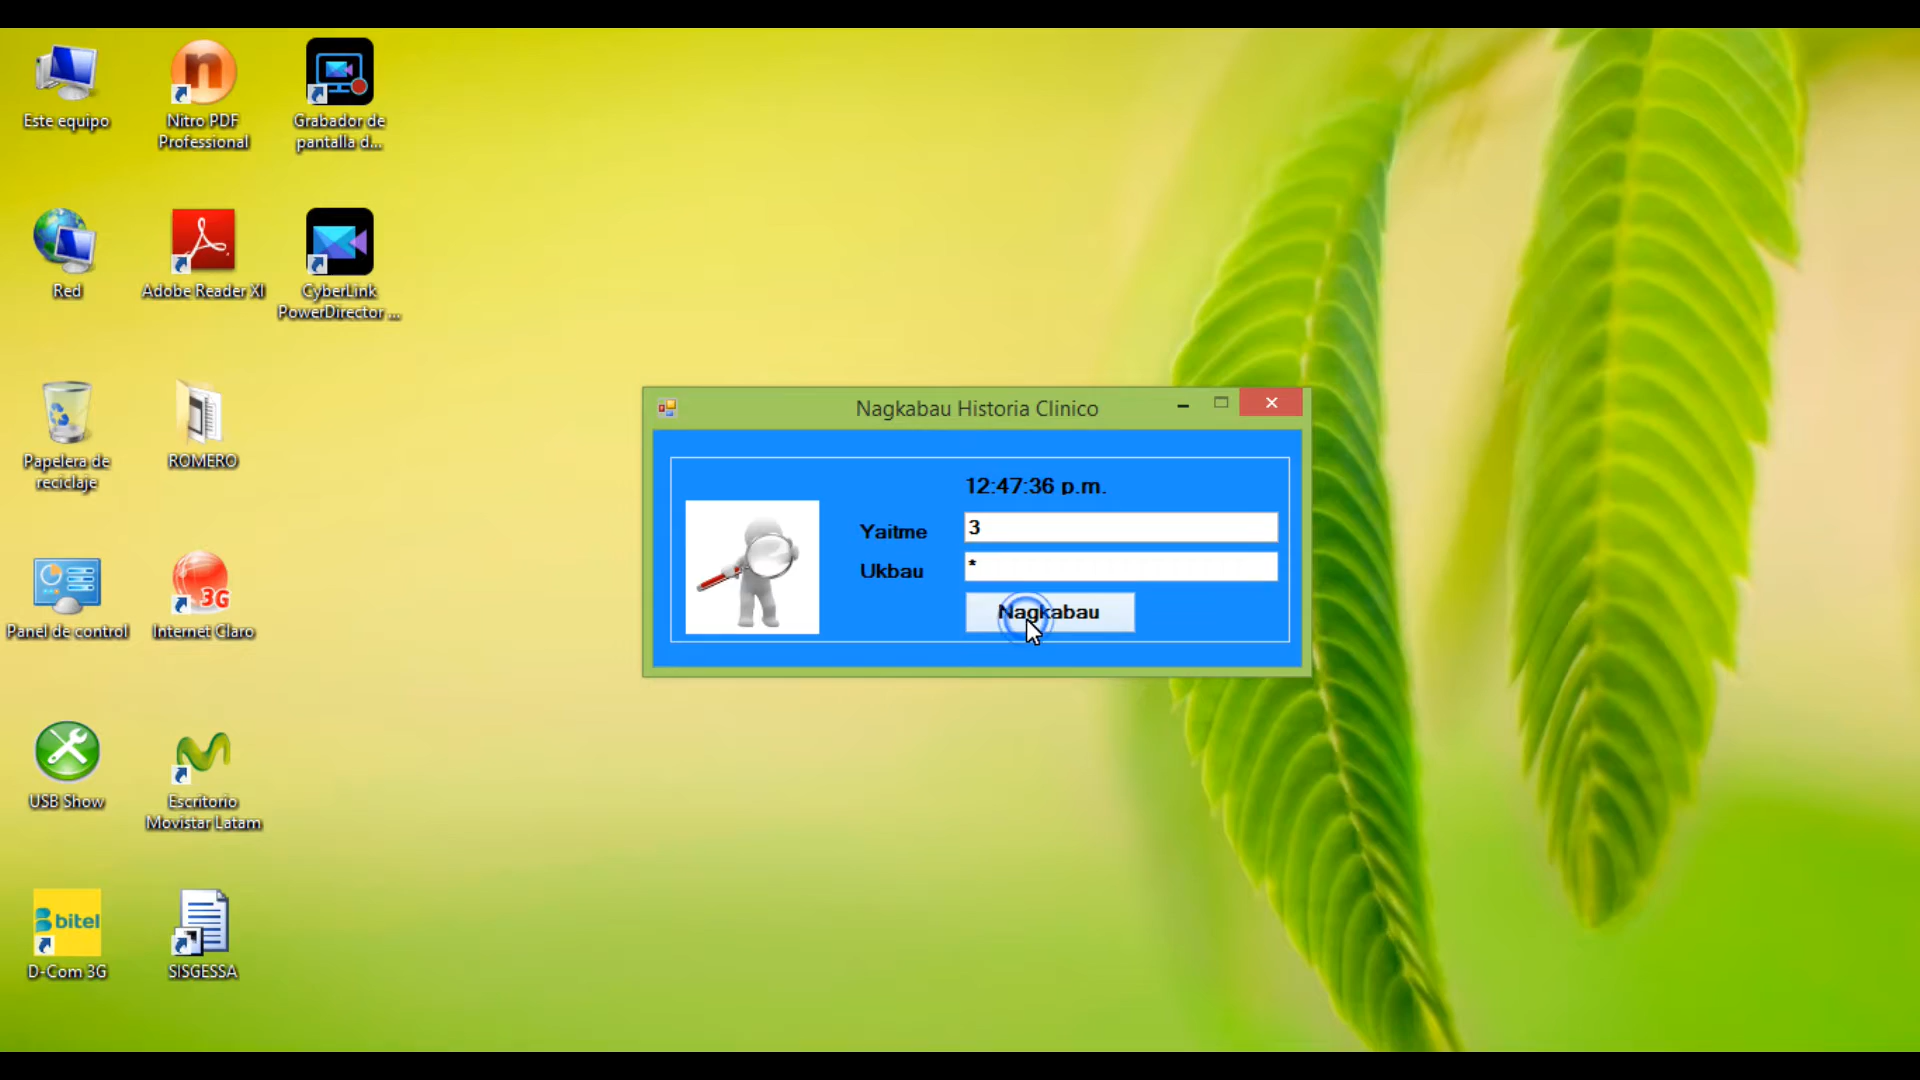 Este equipo
Nitro PDF
Professional
Grabador de
pantalla d...
Red
Adobe Reader XI
CyberLink
PowerDirector ...
Papelera de
reciclaje
ROMERO
Panel de control
3G
Internet Claro
USB Show
Escritorio
Movistar Latam
bitel
D-Com 3G
SISGESSA
Nagkabau Historia Clinico
12:47:36 p.m.
Yaitme
3
Ukbau
*
Nagkabau